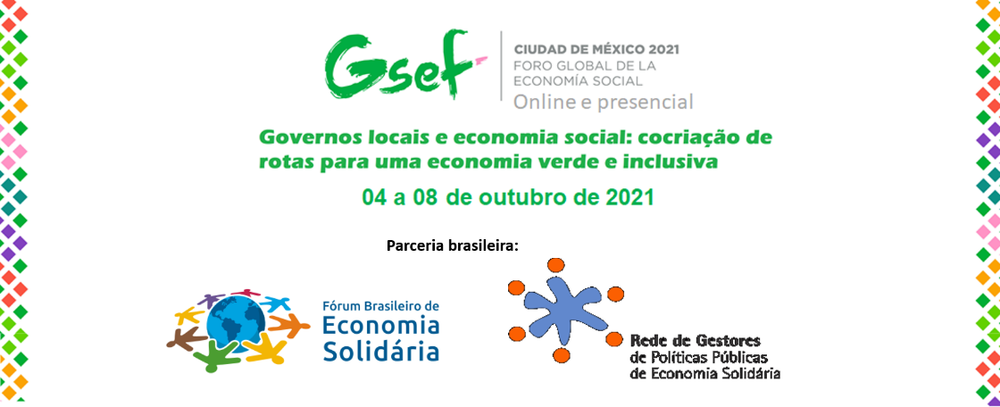 Gsef
CIUDAD DE MÉXICO 2021
FORO GLOBAL DE LA
ECONOMÍA SOCIAL
Online e presencial
Governos locais e economia social: cocriação de
rotas para uma economia verde e inclusiva
04 a 08 de outubro de 2021
Parceria brasileira:
Fórum Brasileiro de
Economia
Solidária
Rede de Gestores
de Políticas Públicas
de Economia Solidária